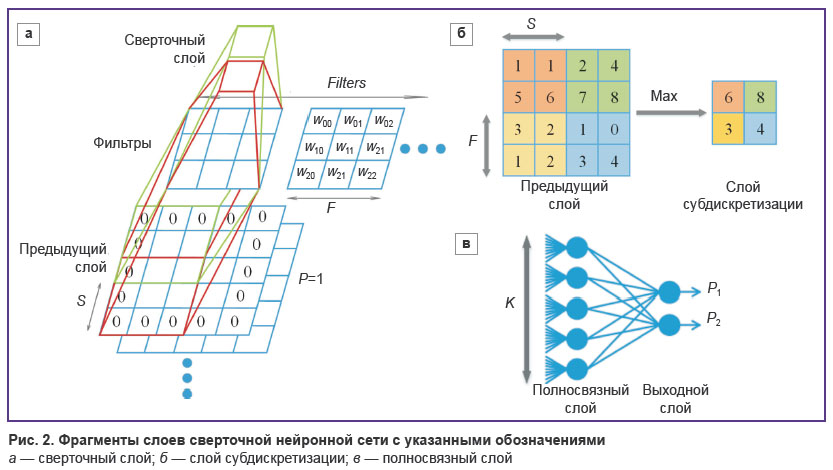 а
Сверточный
слой
Filters
Фильтры
w00 w01 w02
w10 w11 w21
w20 w21 w22
F
Предыдущий
слой
0 0 0 0 0
0
0 0
0 0
0 0 0 0 0
S
P=1
б
S
1 1 2 4
5 6 7 8
3 2 1 0
1 2 3 4
F
Max
6 8
3 4
Предыдущий
слой
Слой
субдискретизации
в
K
P1
P2
Полносвязный
слой
Выходной
слой
Рис. 2. Фрагменты слоев сверточной нейронной сети с указанными обозначениями
а — сверточный слой; б — слой субдискретизации; в — полносвязный слой